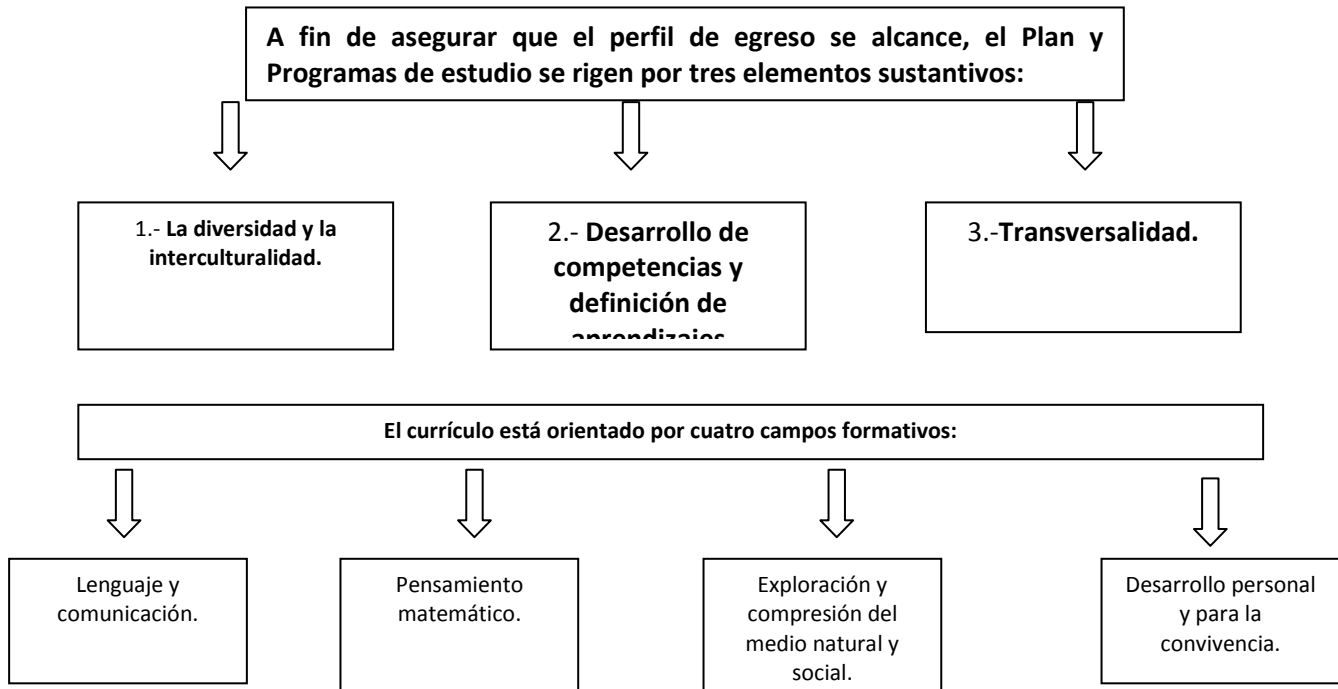 A fin de asegurar que el perfil de egreso se alcance, el Plan y
Programas de estudio se rigen por tres elementos sustantivos:
1.- La diversidad y la
interculturalidad.
2.- Desarrollo de
competencias y
definición de
aprendizajes
3.-Transversalidad.
El currículo está orientado por cuatro campos formativos:
Lenguaje y
comunicación.
Pensamiento
matemático.
Exploración y
compresión del
medio natural y
social.
Desarrollo personal
y para la
convivencia.